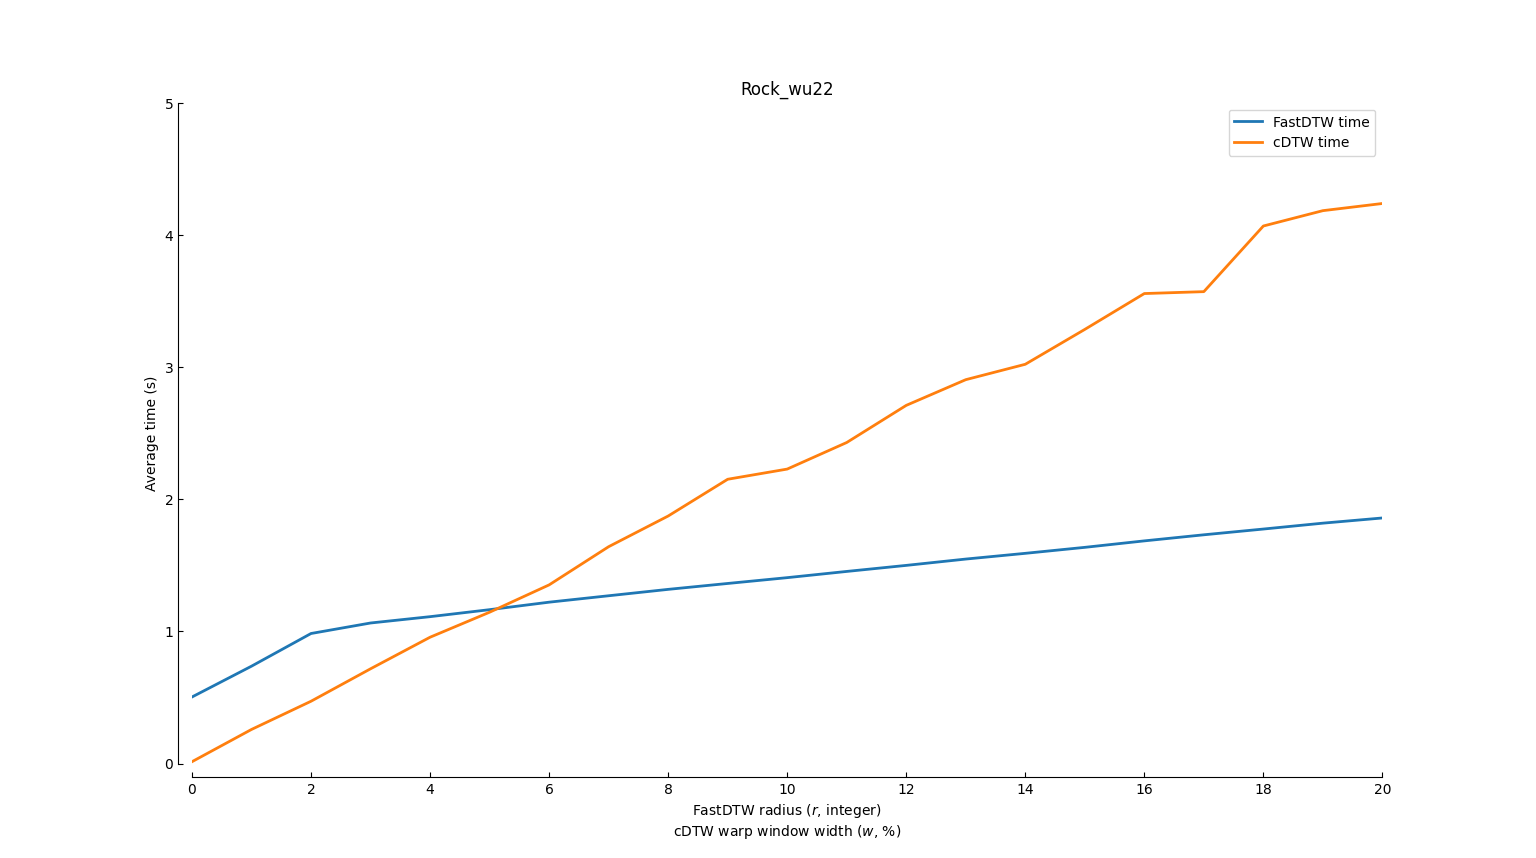 Rock_wu22
FastDTW time
cDTW time
Average time (s)
5
4
3
2
1
0
0 2 4 6 8 10 12 14 16 18 20
FastDTW radius (r, integer)
cDTW warp window width (w, %)